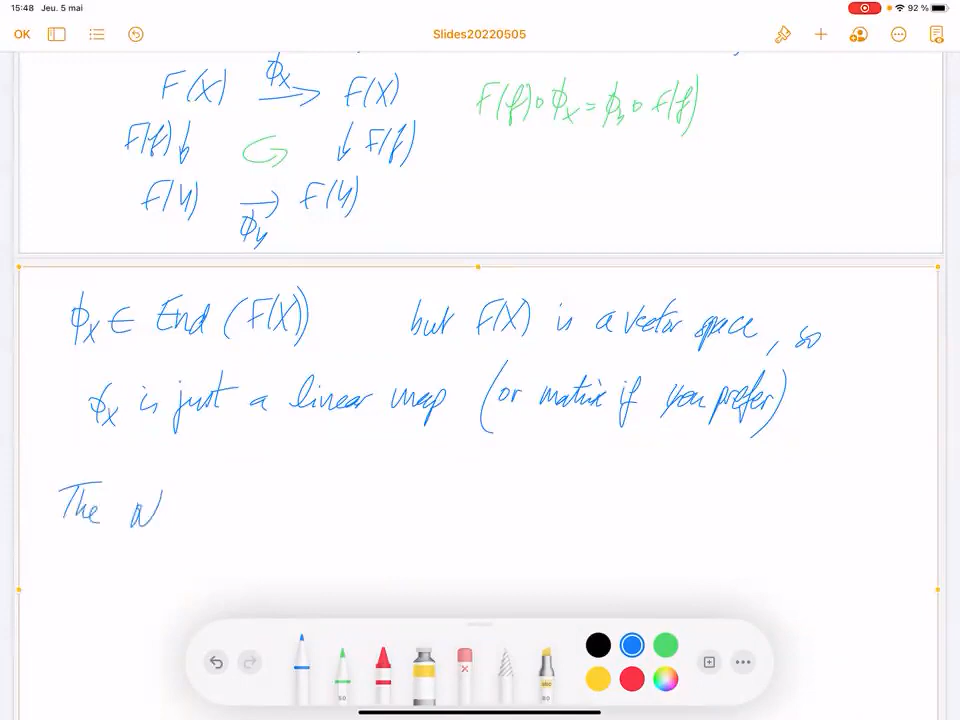 15:48 Jeu. 5 mai 92 %
OK Slides20220505
F(X) ϕ_X → F(X) F(f) ∘ ϕ_X = ϕ_Y ∘ F(f)
F(f) ↓ ↓ F(f)
F(Y) → F(Y)
ϕ_Y
ϕ_X ∈ End (F(X)) but F(X) is a vector space, so
ϕ_X is just a linear map (or matrix if you prefer)
The N